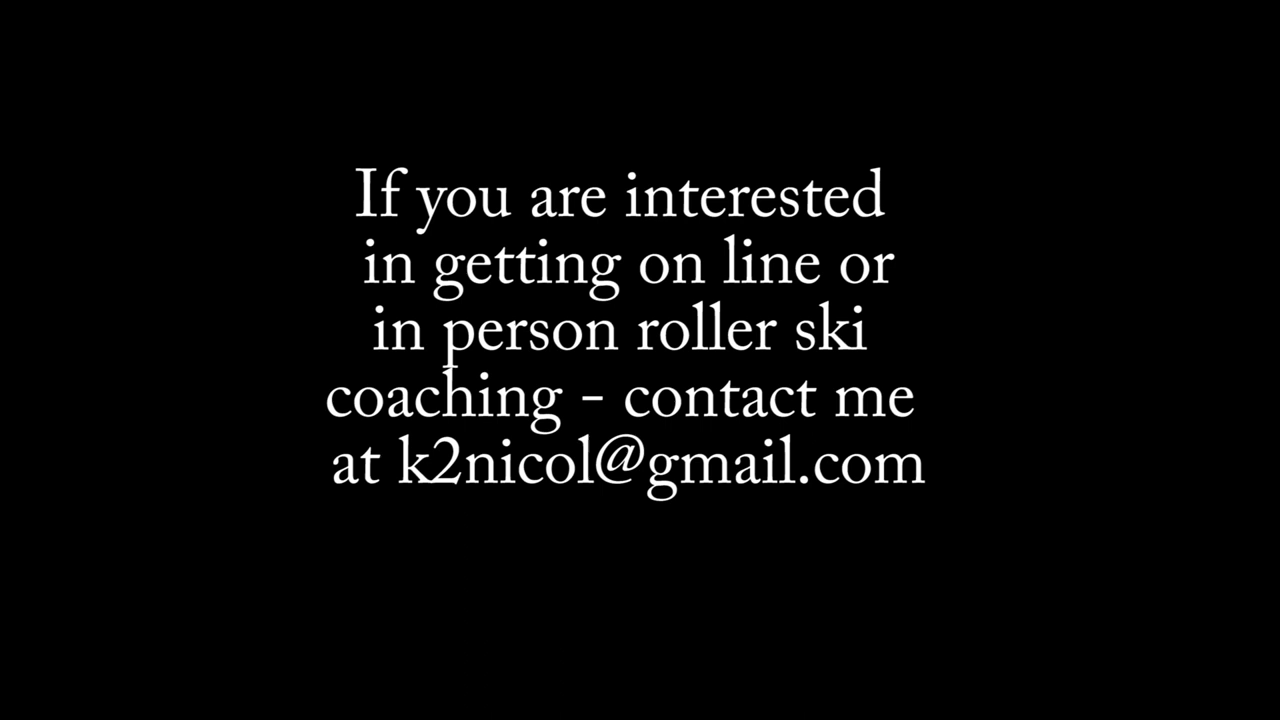 If you are interested
in getting on line or
in person roller ski
coaching - contact me
at k2nicol@gmail.com